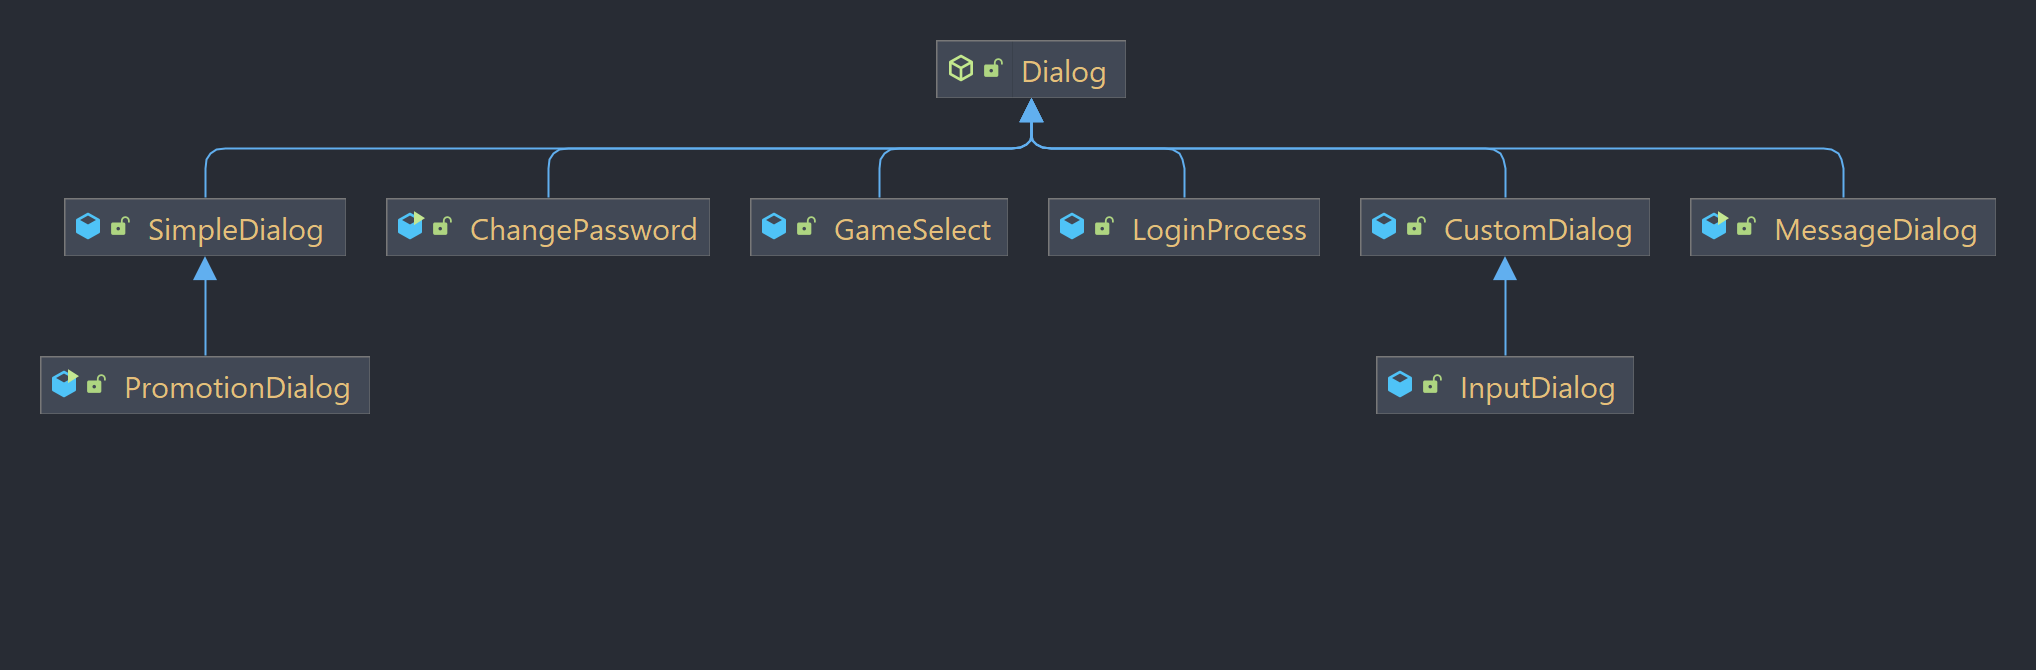 Dialog
SimpleDialog
ChangePassword
GameSelect
LoginProcess
CustomDialog
MessageDialog
PromotionDialog
InputDialog